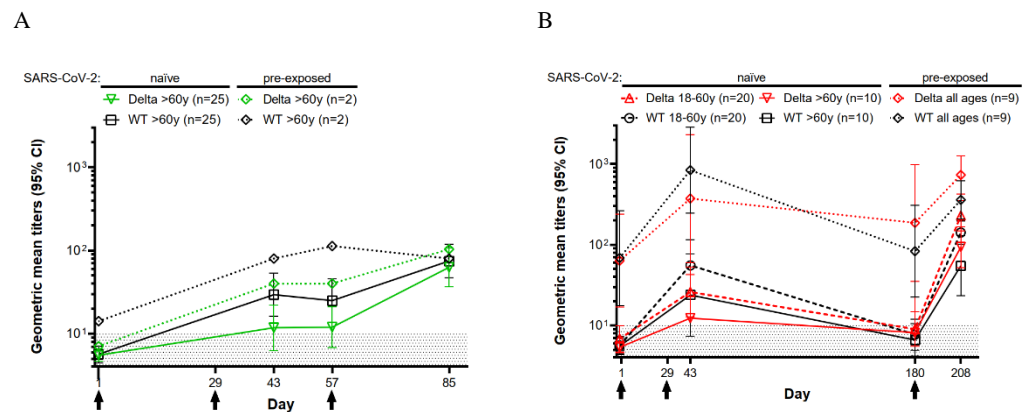 A
SARS-CoV-2: naïve pre-exposed
Delta >60y (n=25) Delta >60y (n=2)
WT >60y (n=25) WT >60y (n=2)
Geometric mean titers (95% CI)
10³
10²
10¹
1 29 43 57 85
Day
B
SARS-CoV-2: naïve pre-exposed
Delta 18-60y (n=20) Delta >60y (n=10) Delta all ages (n=9)
WT 18-60y (n=20) WT >60y (n=10) WT all ages (n=9)
Geometric mean titers (95% CI)
10³
10²
10¹
1 29 43 180 208
Day